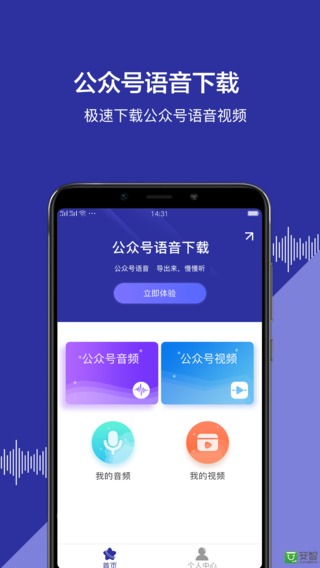 公众号语音下载
极速下载公众号语音视频
14:31
公众号语音下载
公众号语音 导出来，慢慢听
立即体验
公众号音频
公众号视频
我的音频
我的视频
首页
个人中心
安智